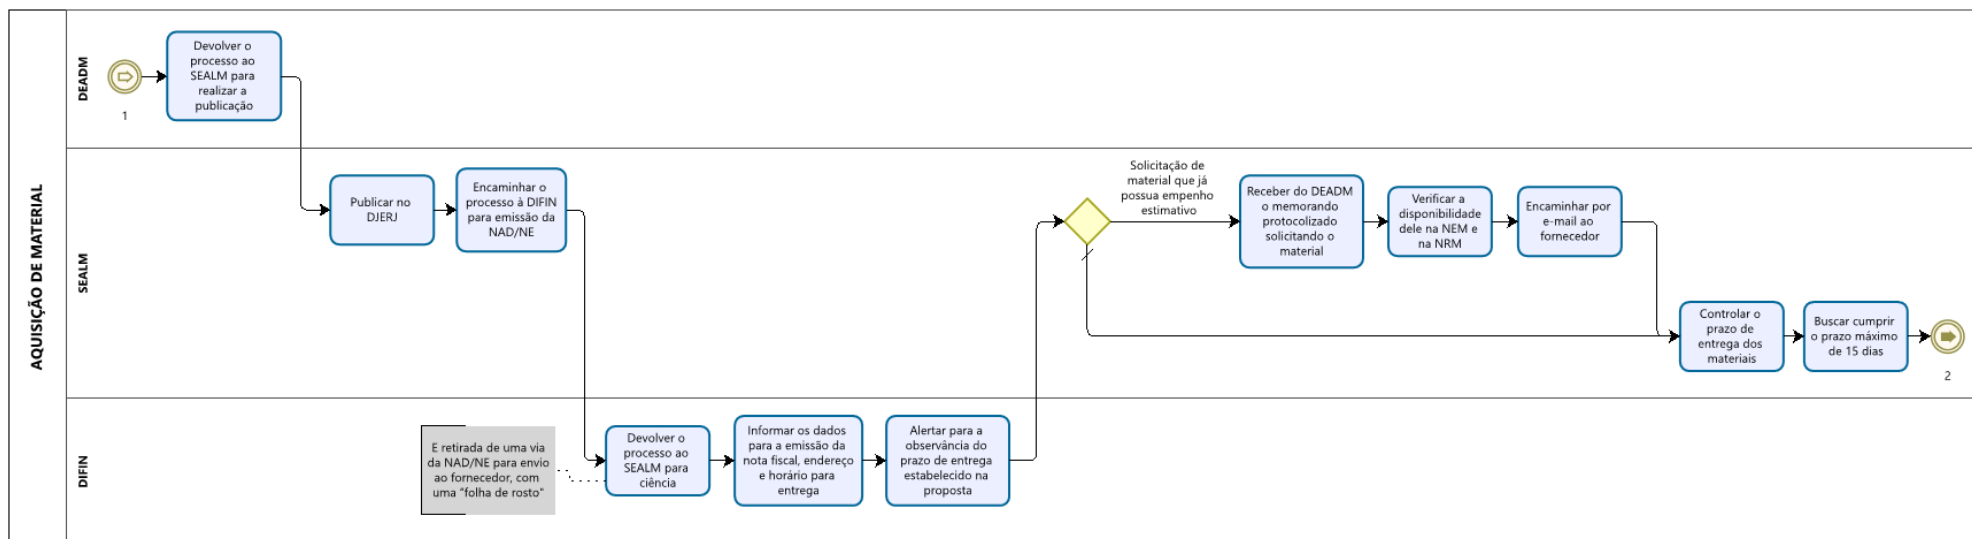 AQUISIÇÃO DE MATERIAL
DEADM
1
Devolver o
processo ao
SEALM para
realizar a
publicação
SEALM
Publicar no
DJERJ
Encaminhar o
processo à DIFIN
para emissão da
NAD/NE
Solicitação de
material que já
possua empenho
estimativo
Receber do DEADM
o memorando
protocolizado
solicitando o
material
Verificar a
disponibilidade
dele na NEM e
na NRM
Encaminhar por
e-mail ao
fornecedor
Controlar o
prazo de
entrega dos
materiais
Buscar cumprir
o prazo máximo
de 15 dias
2
DIFIN
E retirada de uma via
da NAD/NE para envio
ao fornecedor, com
uma "folha de rosto"
Devolver o
processo ao
SEALM para
ciência
Informar os dados
para a emissão da
nota fiscal, endereço
e horário para
entrega
Alertar para a
observância do
prazo de entrega
estabelecido na
proposta